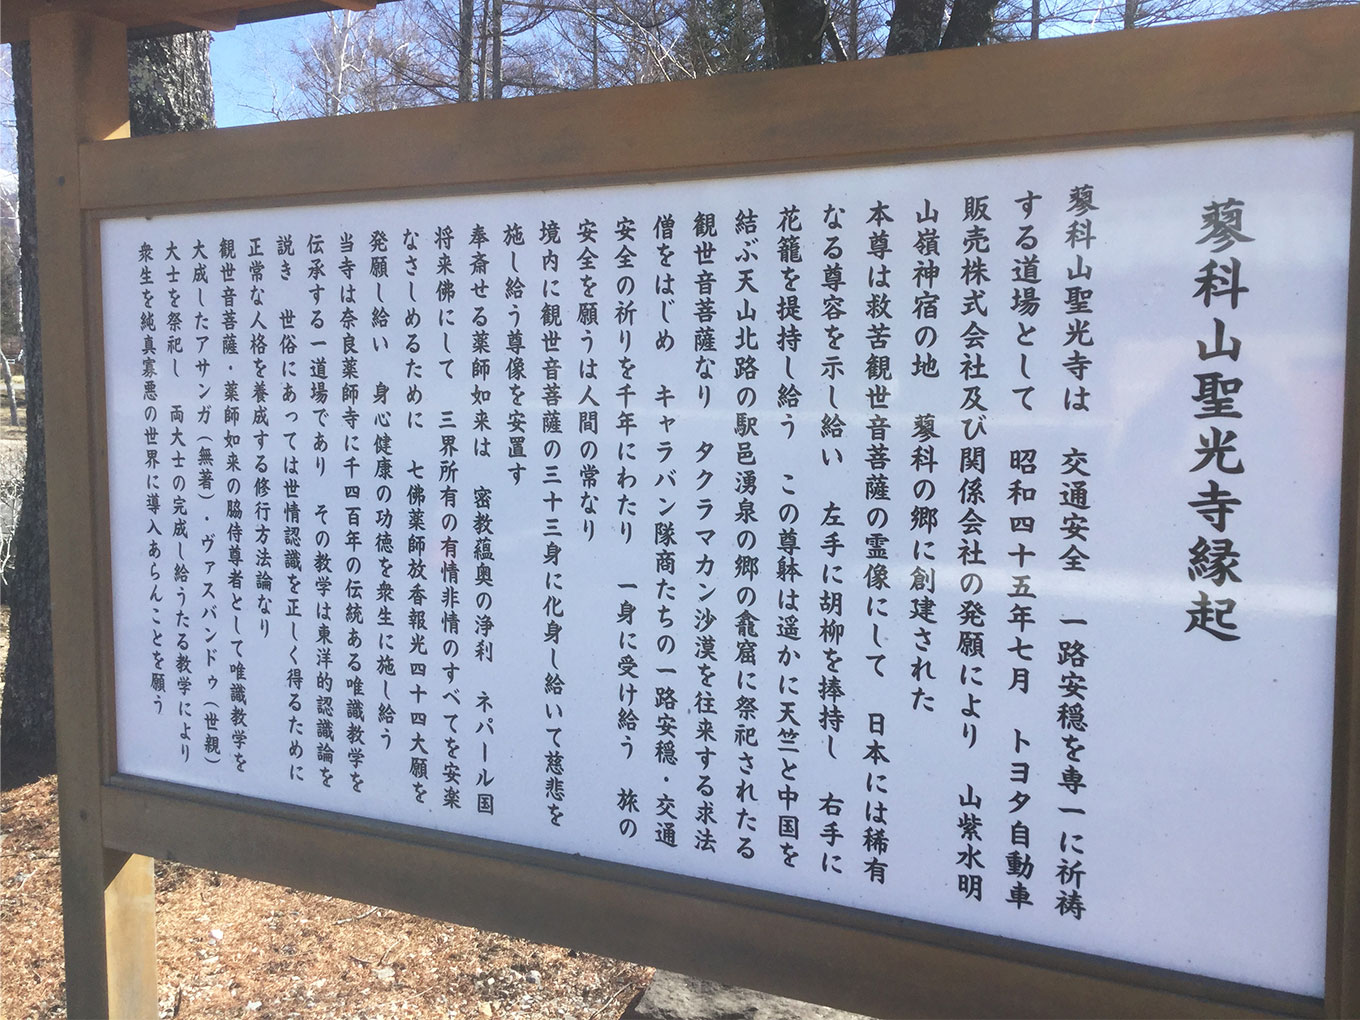 蓼科山聖光寺縁起
蓼科山聖光寺は 交通安全 一路安穏を専一に祈祷
する道場として 昭和四十五年七月 トヨタ自動車
販売株式会社及び関係会社の発願により 山紫水明
山嶺神宿の地 蓼科の郷に創建された
本尊は救苦観世音菩薩の霊像にして 日本には稀有
なる尊容を示し給い 左手に胡柳を捧持し 右手に
花籠を提持し給う この尊躰は遥かに天竺と中国を
結ぶ天山北路の駅邑湧泉の郷の龕窟に祭祀されたる
観世音菩薩なり タクラマカン沙漠を往来する求法
僧をはじめ キャラバン隊商たちの一路安穏・交通
安全の祈りを千年にわたり 一身に受け給う 旅の
安全を願うは人間の常なり
境内に観世音菩薩の三十三身に化身し給いて慈悲を
施し給う尊像を安置す
奉斎せる薬師如来は 密教蘊奥の浄刹 ネパール国
将来佛にして 三界所有の有情非情のすべてを安楽
なさしめるために 七佛薬師放香報光四十四大願を
発願し給い 身心健康の功徳を衆生に施し給う
当寺は奈良薬師寺に千四百年の伝統ある唯識教学を
伝承する一道場であり その教学は東洋的認識論を
説き 世俗にあっては世情認識を正しく得るために
正常な人格を養成する修行方法論なり
観世音菩薩・薬師如来の脇侍尊者として唯識教学を
大成したアサンガ（無著）・ヴァスバンドゥ（世親）
大士を祭祀し 両大士の完成し給うたる教学により
衆生を純真寡悪の世界に導入あらんことを願う